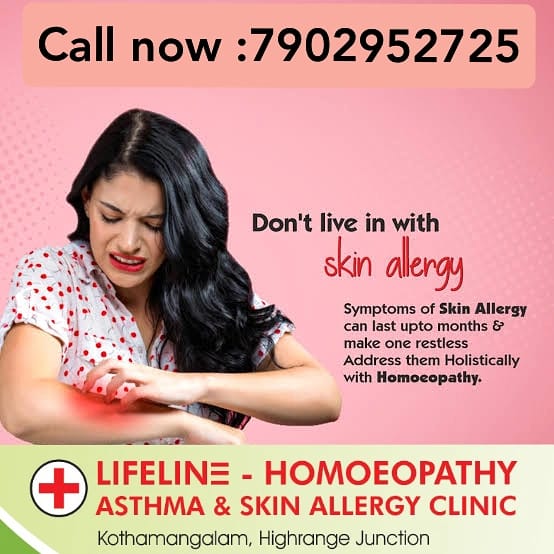 Call now :7902952725
Don't live in with
skin allergy
Symptoms of Skin Allergy
can last upto months &
make one restless
Address them Holistically
with Homoeopathy.
LIFELINE - HOMOEOPATHY
ASTHMA & SKIN ALLERGY CLINIC
Kothamangalam, Highrange Junction